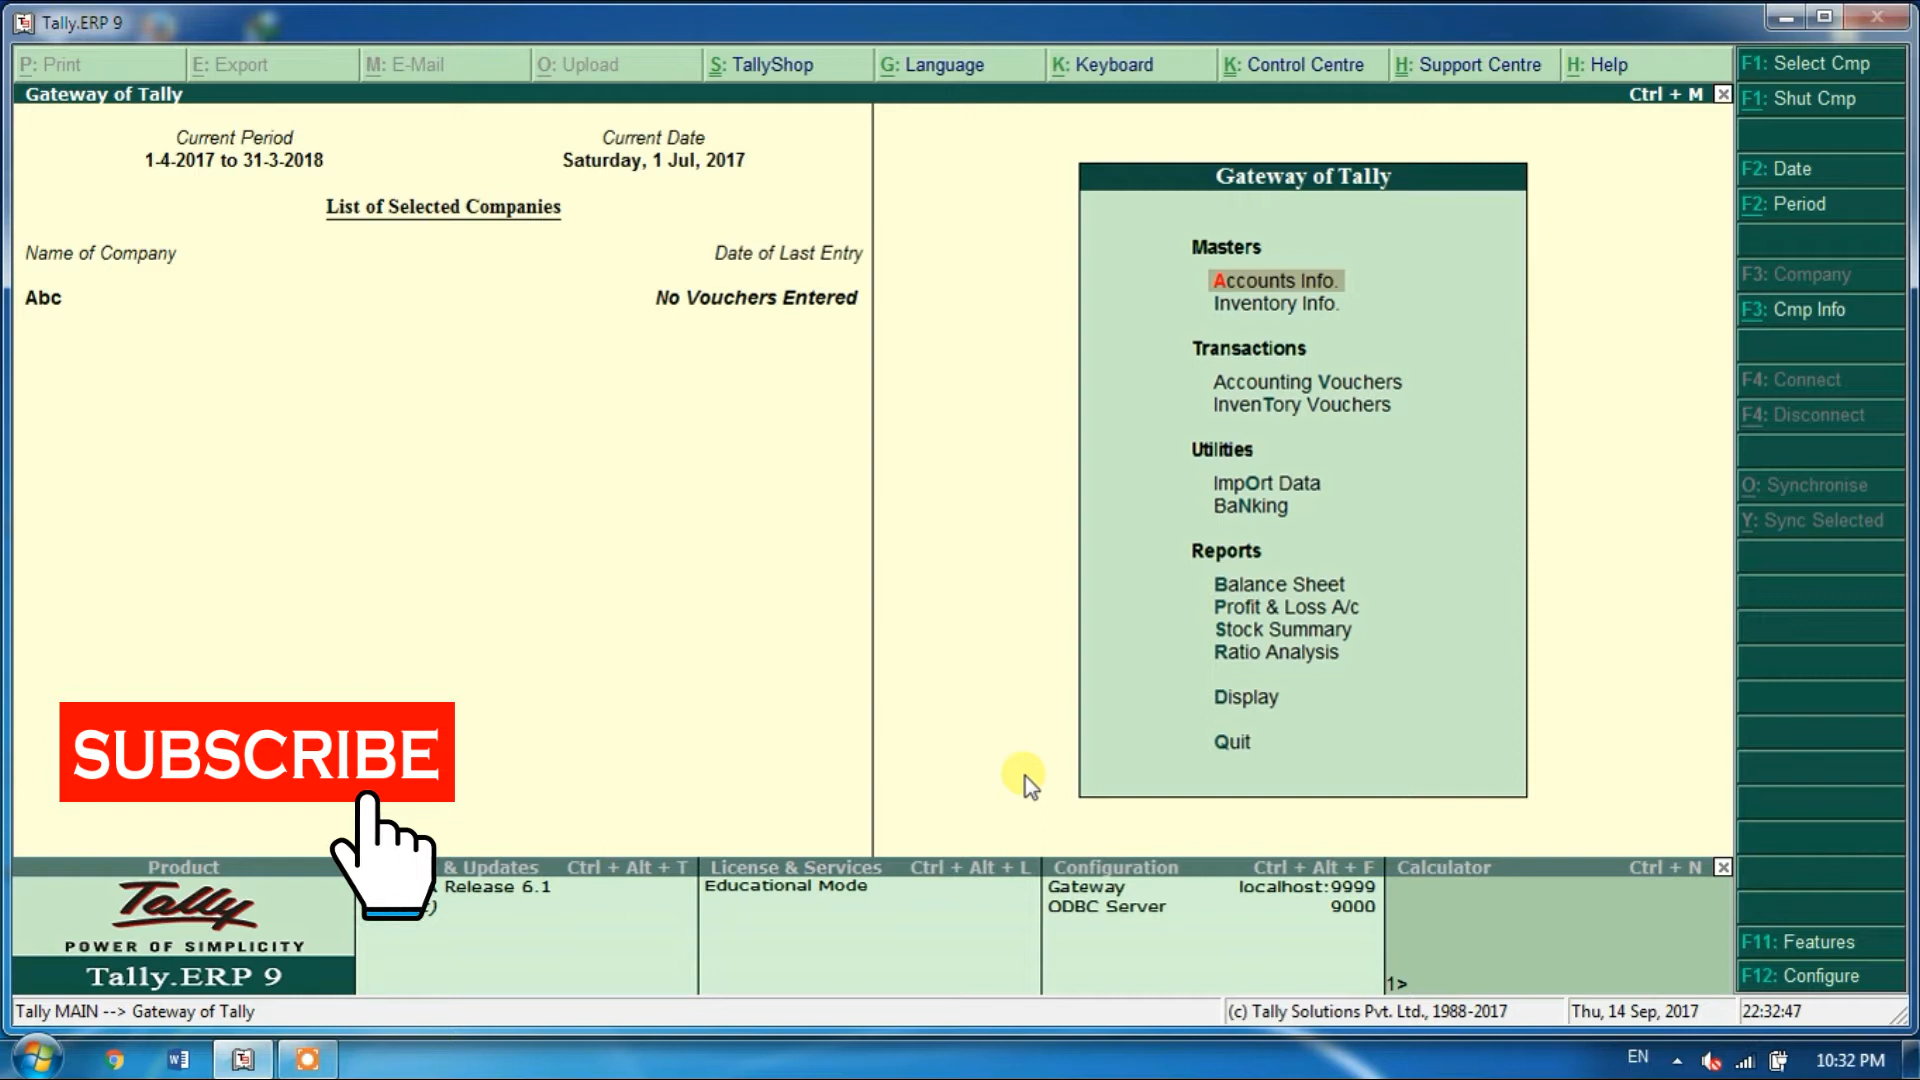 Tally.ERP 9
P: Print
E: Export
M: E-Mail
O: Upload
S: TallyShop
G: Language
K: Keyboard
K: Control Centre
H: Support Centre
H: Help
Gateway of Tally
Ctrl + M
Current Period
1-4-2017 to 31-3-2018
Current Date
Saturday, 1 Jul, 2017
List of Selected Companies
Name of Company
Date of Last Entry
Abc
No Vouchers Entered
Gateway of Tally
Masters
Accounts Info.
Inventory Info.
Transactions
Accounting Vouchers
InvenTory Vouchers
Utilities
ImpOrt Data
BaNking
Reports
Balance Sheet
Profit & Loss A/c
Stock Summary
Ratio Analysis
Display
Quit
F1: Select Cmp
F1: Shut Cmp
F2: Date
F2: Period
F3: Company
F3: Cmp Info
F4: Connect
F4: Disconnect
O: Synchronise
Y: Sync Selected
F11: Features
F12: Configure
SUBSCRIBE
Product
Tally
POWER OF SIMPLICITY
Tally.ERP 9
& Updates Ctrl + Alt + T
Release 6.1
License & Services Ctrl + Alt + L
Educational Mode
Configuration Ctrl + Alt + F
Gateway localhost:9999
ODBC Server 9000
Calculator Ctrl + N
1>
Tally MAIN --> Gateway of Tally
(c) Tally Solutions Pvt. Ltd., 1988-2017
Thu, 14 Sep, 2017
22:32:47
EN
10:32 PM